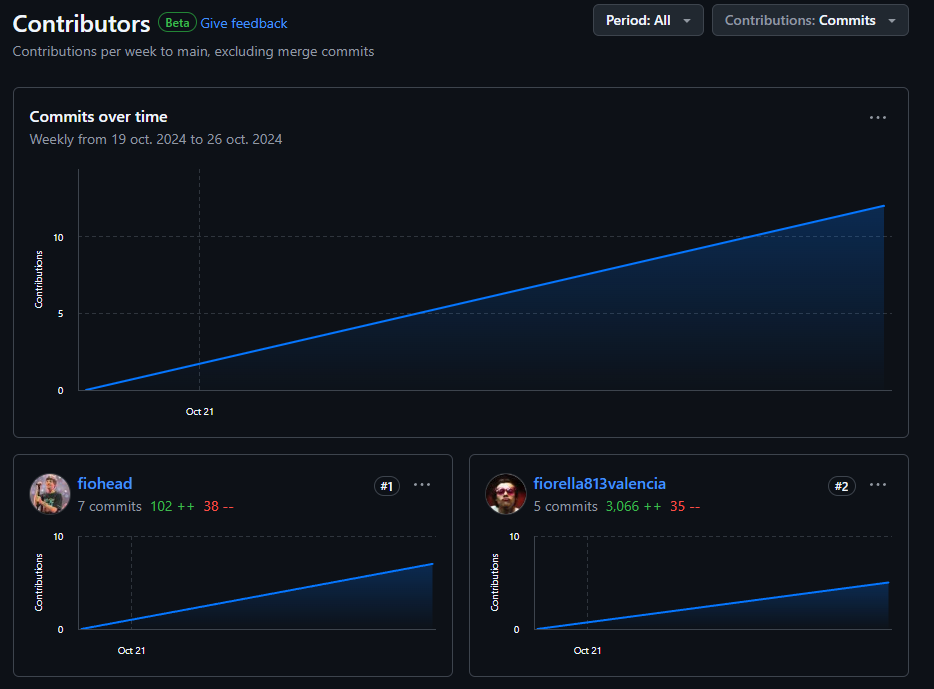 Contributors Beta Give feedback
Period: All
Contributions: Commits
Contributions per week to main, excluding merge commits
Commits over time
Weekly from 19 oct. 2024 to 26 oct. 2024
Contributions
10
5
0
Oct 21
fiohead
#1
7 commits 102 ++ 38 --
Contributions
10
0
Oct 21
fiorella813valencia
#2
5 commits 3,066 ++ 35 --
Contributions
10
0
Oct 21